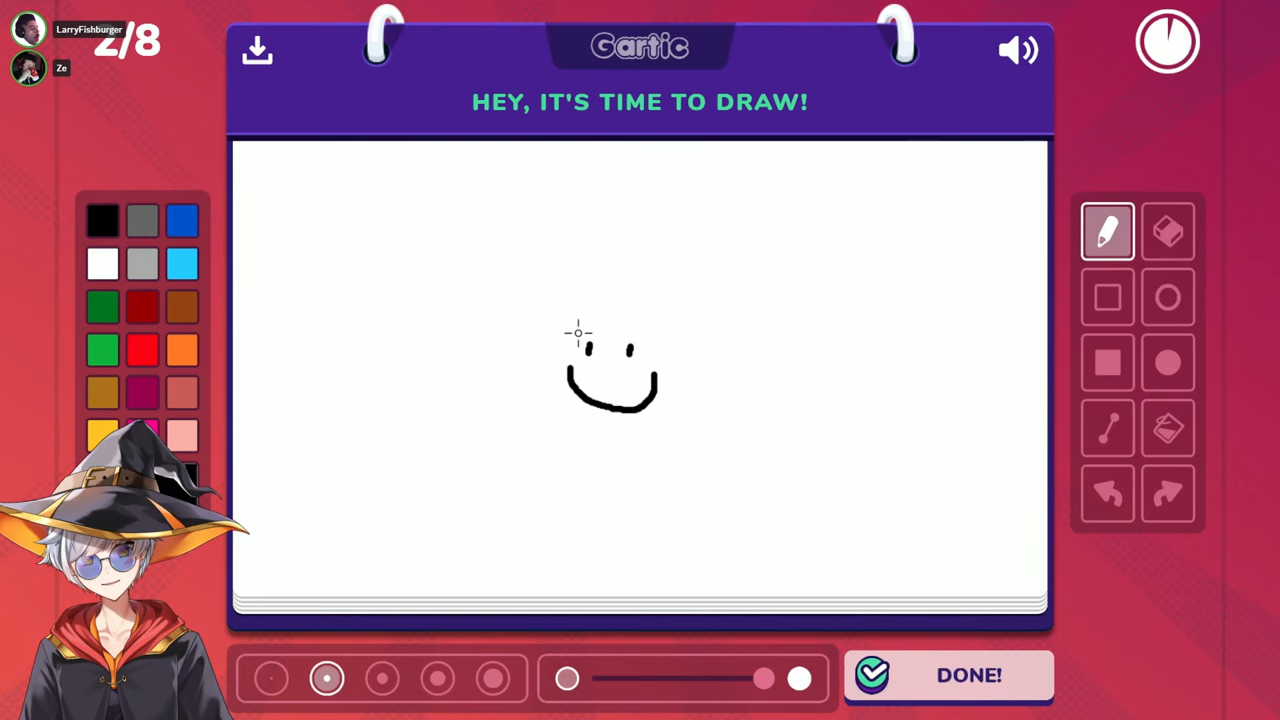 LarryFishburger
2/8
Ze
Gartic
HEY, IT'S TIME TO DRAW!
DONE!